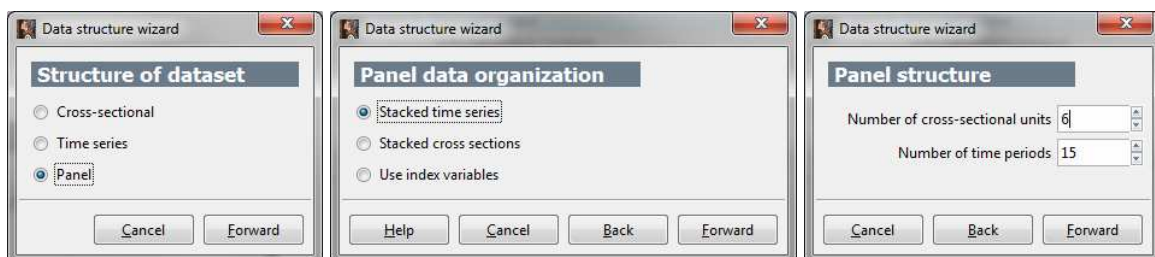 Data structure wizard
Structure of dataset
Cross-sectional
Time series
Panel
Cancel
Forward
Data structure wizard
Panel data organization
Stacked time series
Stacked cross sections
Use index variables
Help
Cancel
Back
Forward
Data structure wizard
Panel structure
Number of cross-sectional units 6
Number of time periods 15
Cancel
Back
Forward